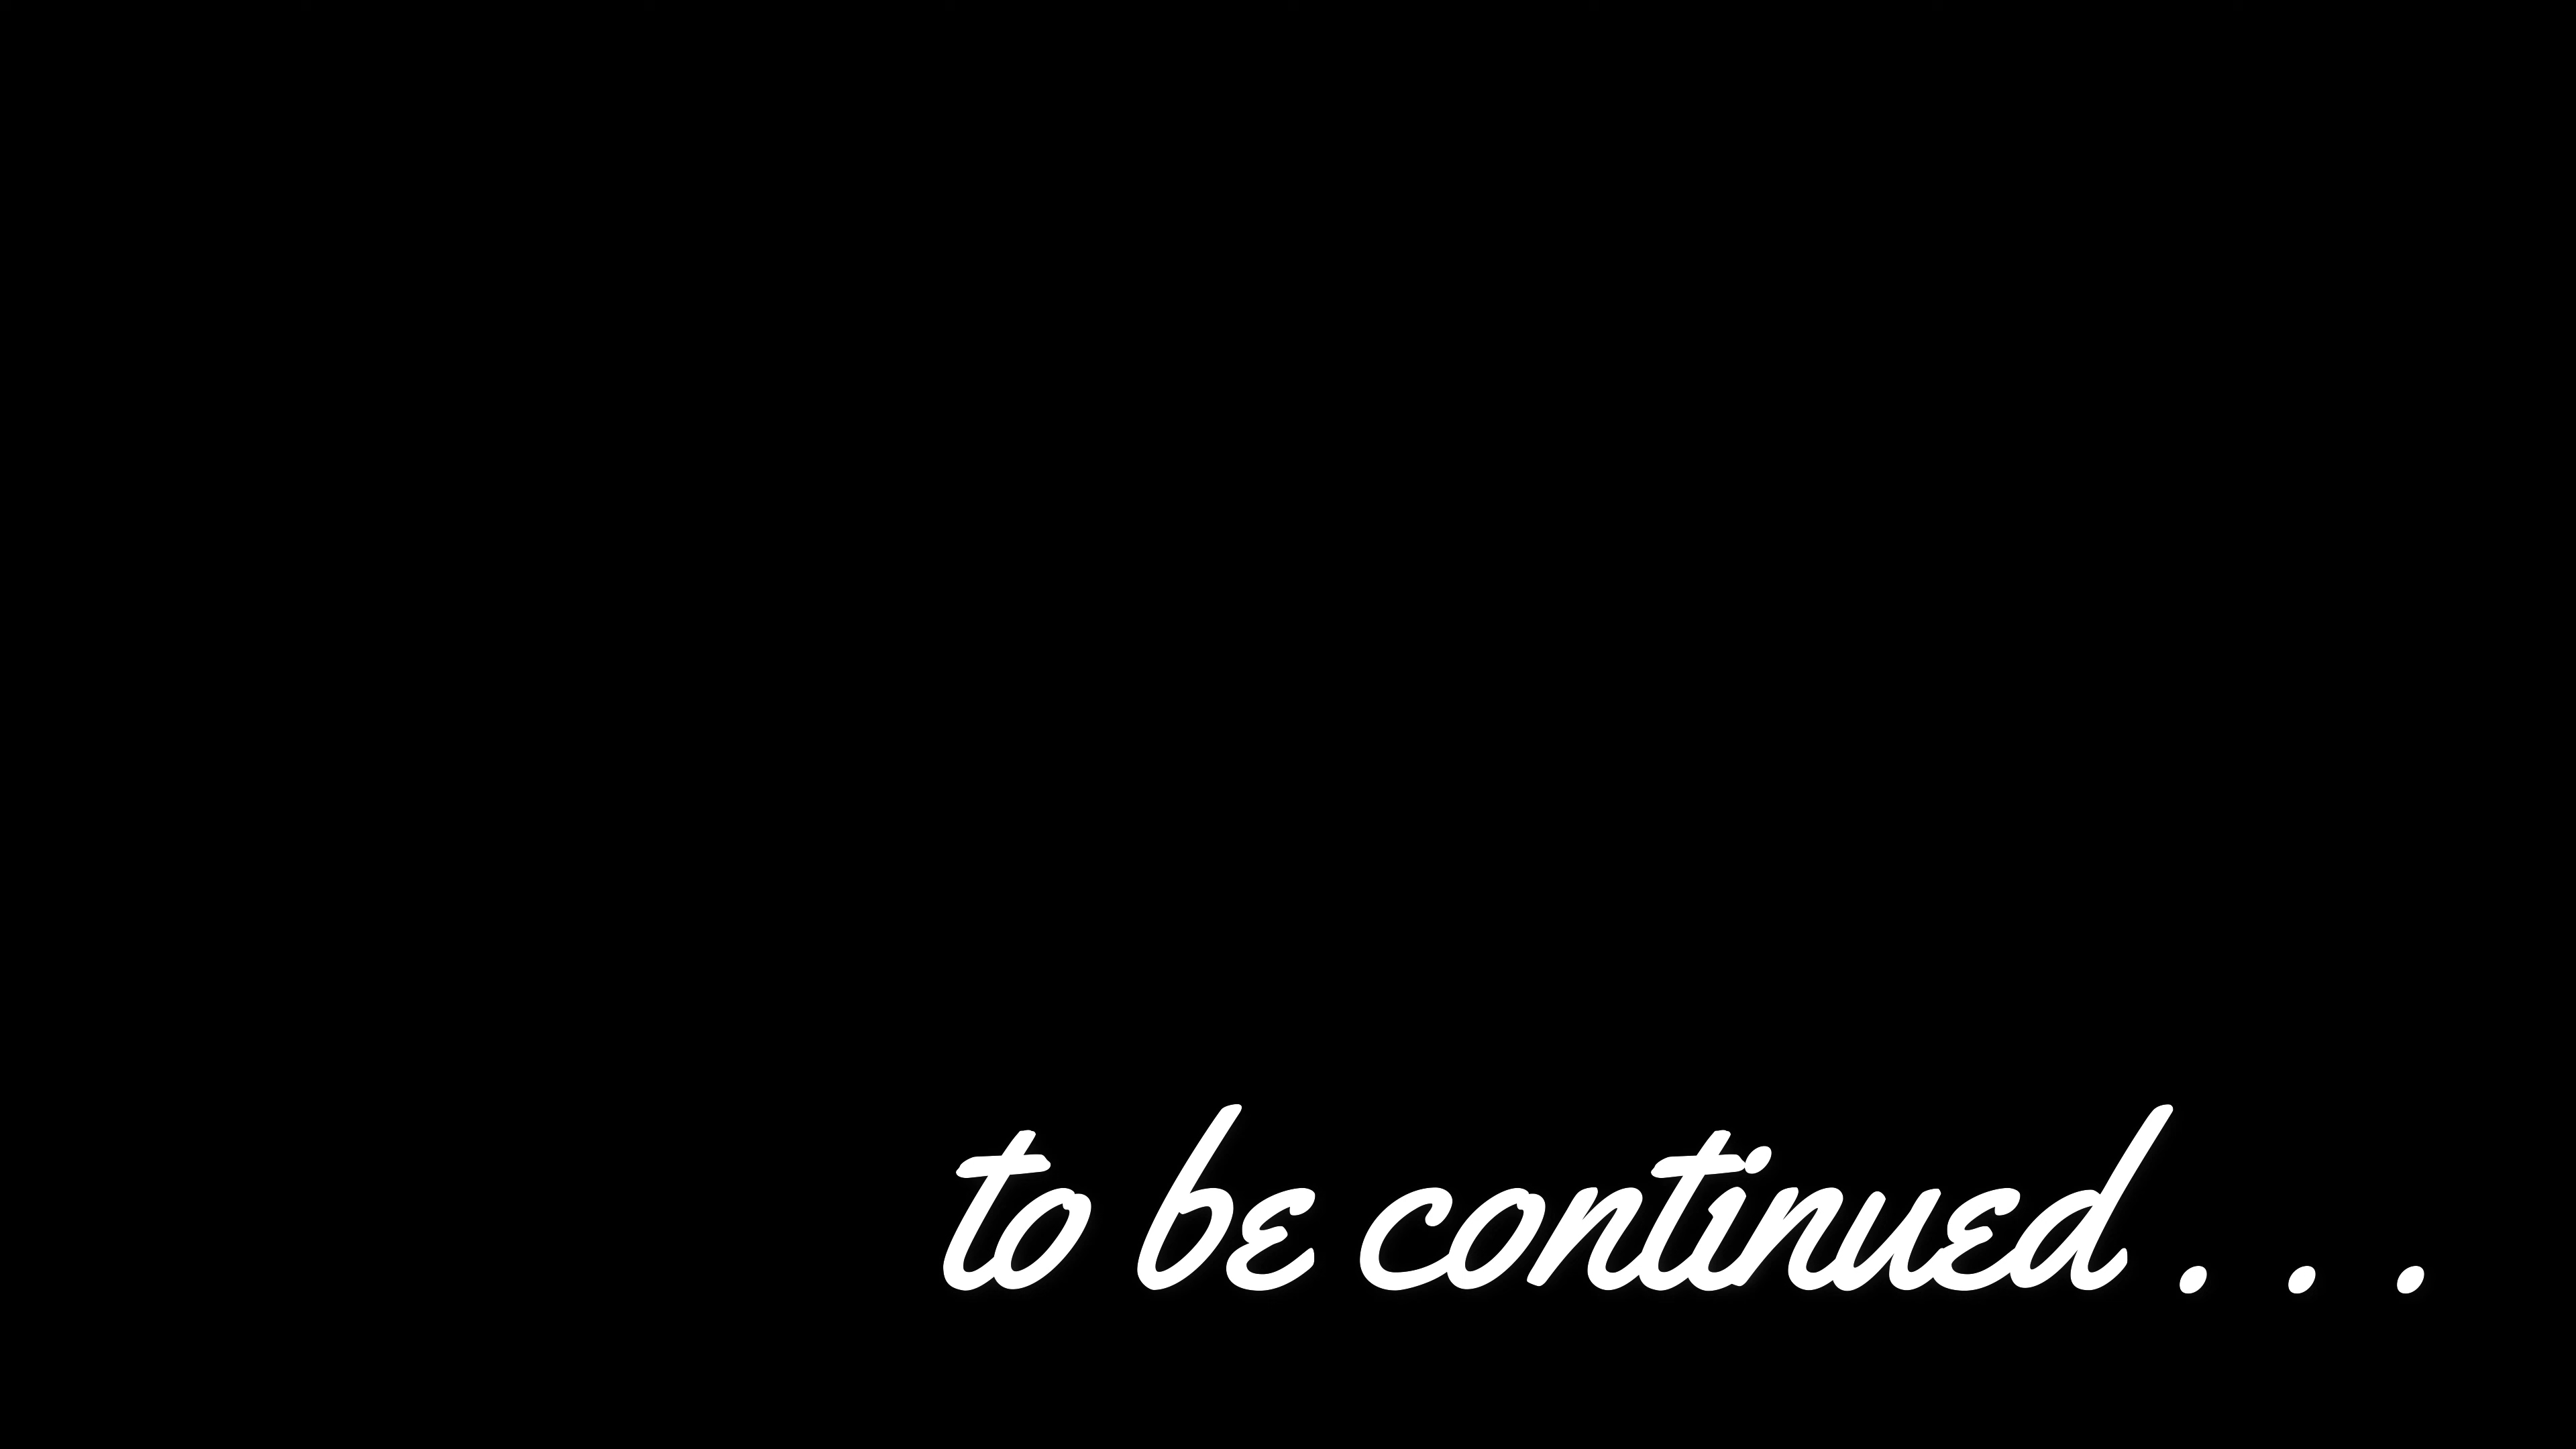 to be continued . . .